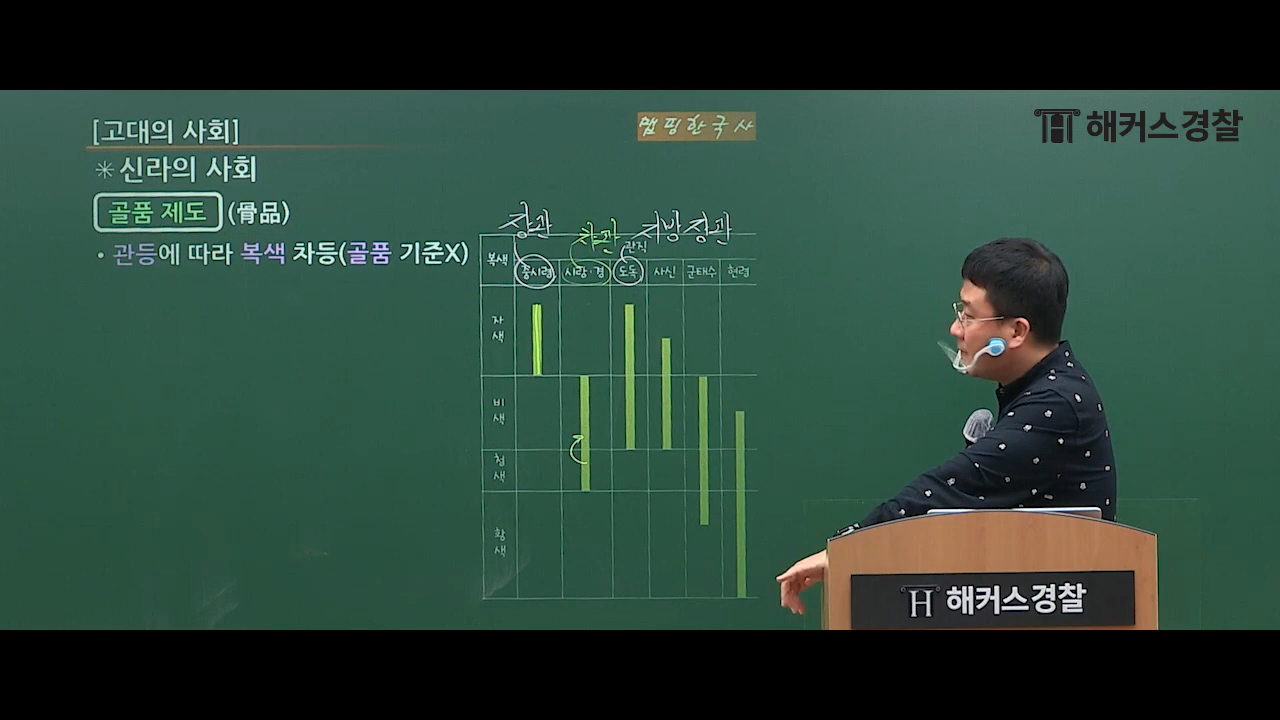 [고대의 사회]
맵핑한국사
해커스경찰
✳신라의 사회
골품 제도 (骨品)
• 관등에 따라 복색 차등(골품 기준X)
장관
차관
지방 장관
관직
복색
중시령
시랑·경
도독
사신
군태수
현령
자색
비색
청색
황색
해커스경찰